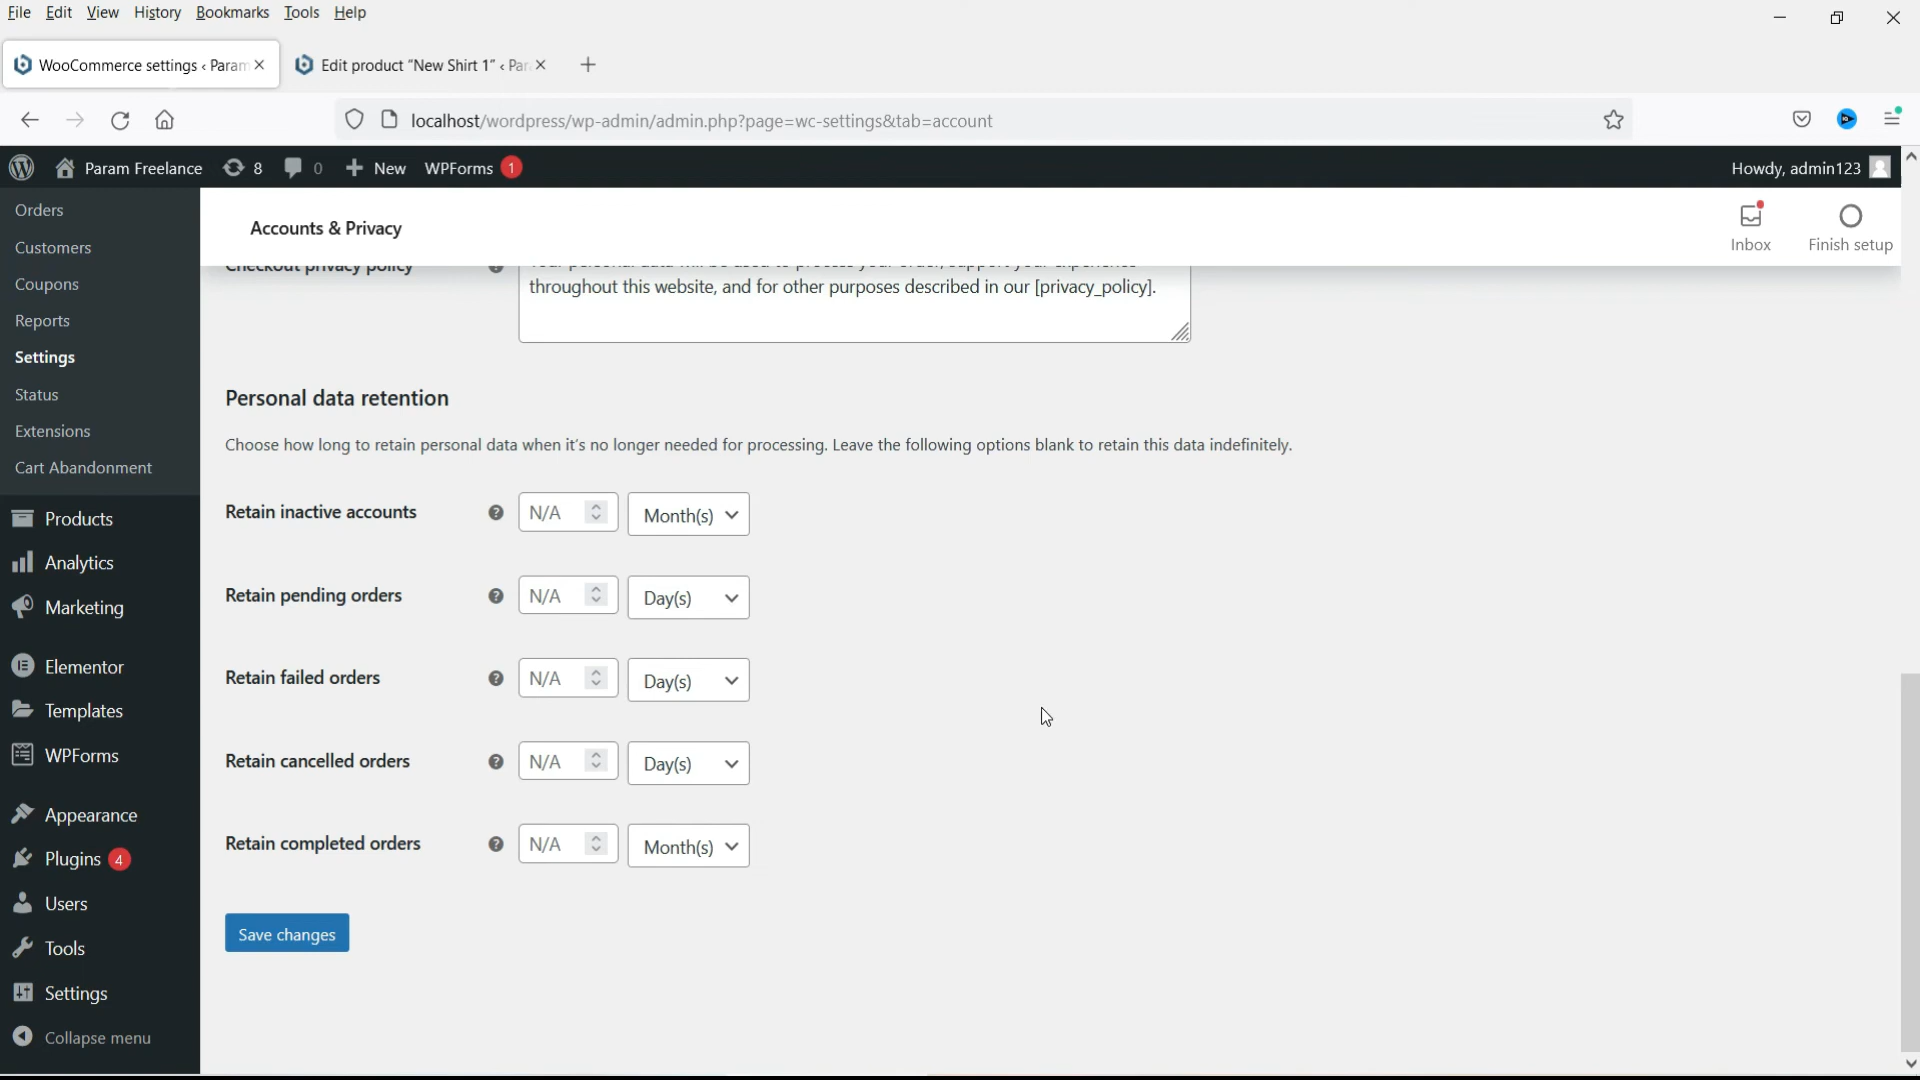 File Edit View History Bookmarks Tools Help
WooCommerce settings ‹ Param
Edit product “New Shirt 1” ‹ Par
localhost/wordpress/wp-admin/admin.php?page=wc-settings&tab=account
Param Freelance 8 0 New WPForms 1
Howdy, admin123
Orders
Customers
Coupons
Reports
Settings
Status
Extensions
Cart Abandonment
Products
Analytics
Marketing
Elementor
Templates
WPForms
Appearance
Plugins 4
Users
Tools
Settings
Collapse menu
Accounts & Privacy
Inbox
Finish setup
Checkout privacy policy
Your personal data will be used to process your order, support your experience
throughout this website, and for other purposes described in our [privacy_policy].
Personal data retention
Choose how long to retain personal data when it's no longer needed for processing. Leave the following options blank to retain this data indefinitely.
Retain inactive accounts N/A Month(s)
Retain pending orders N/A Day(s)
Retain failed orders N/A Day(s)
Retain cancelled orders N/A Day(s)
Retain completed orders N/A Month(s)
Save changes